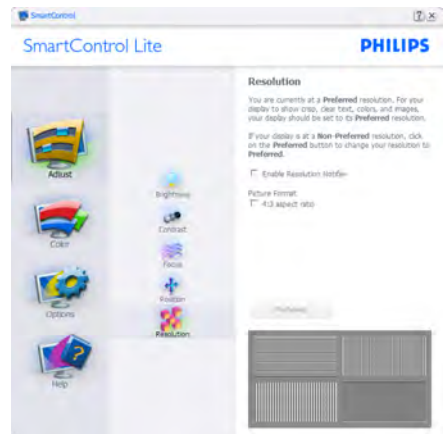 SmartControl
SmartControl Lite
PHILIPS
Resolution
You are currently at a Preferred resolution. For your
display to show crisp, clear text, colors, and images,
your display should be set to its Preferred resolution.
If your display is at a Non-Preferred resolution, click
on the Preferred button to change your resolution to
Preferred.
Enable Resolution Notifier
Picture Format
4:3 aspect ratio
Preferred
Adjust
Color
Options
Help
Brightness
Contrast
Focus
Position
Resolution